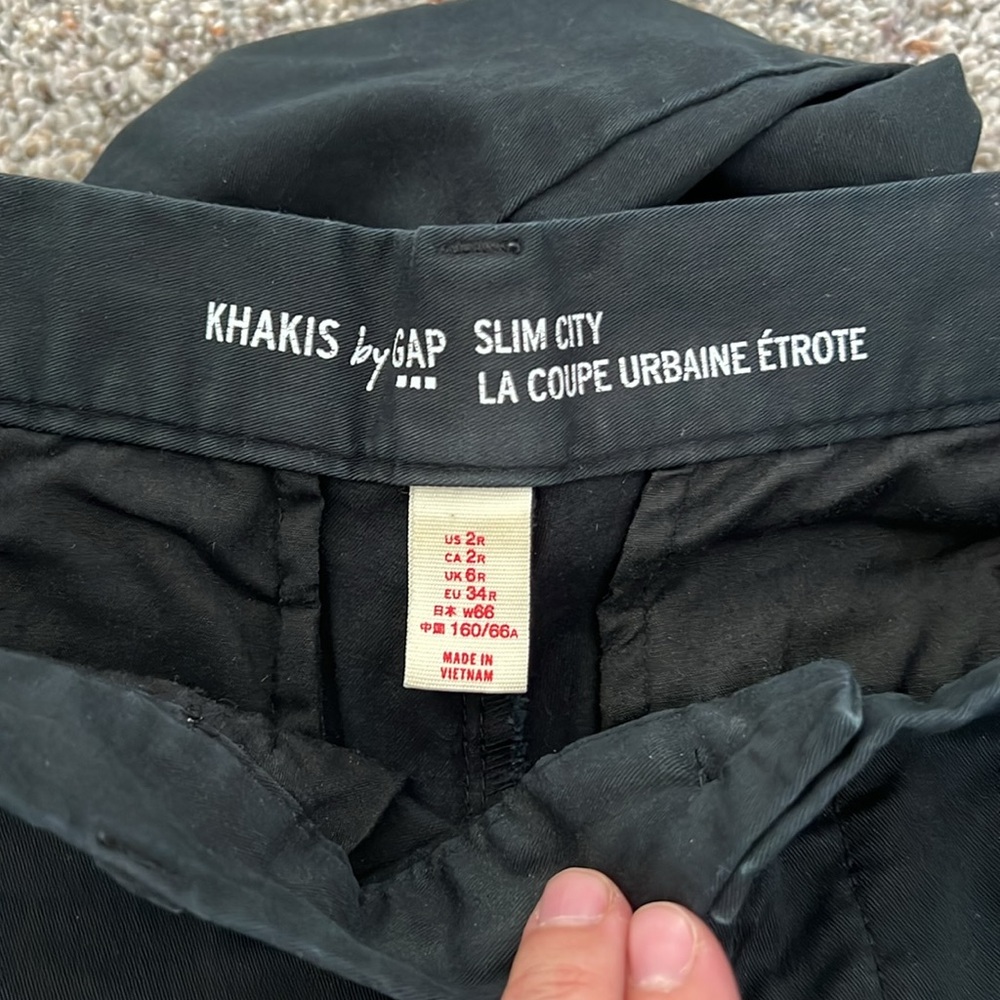 KHAKIS by GAP
SLIM CITY
LA COUPE URBAINE ÉTROTE
US 2R
CA 2R
UK 6R
EU 34R
日本 W66
中国 160/66A
MADE IN
VIETNAM